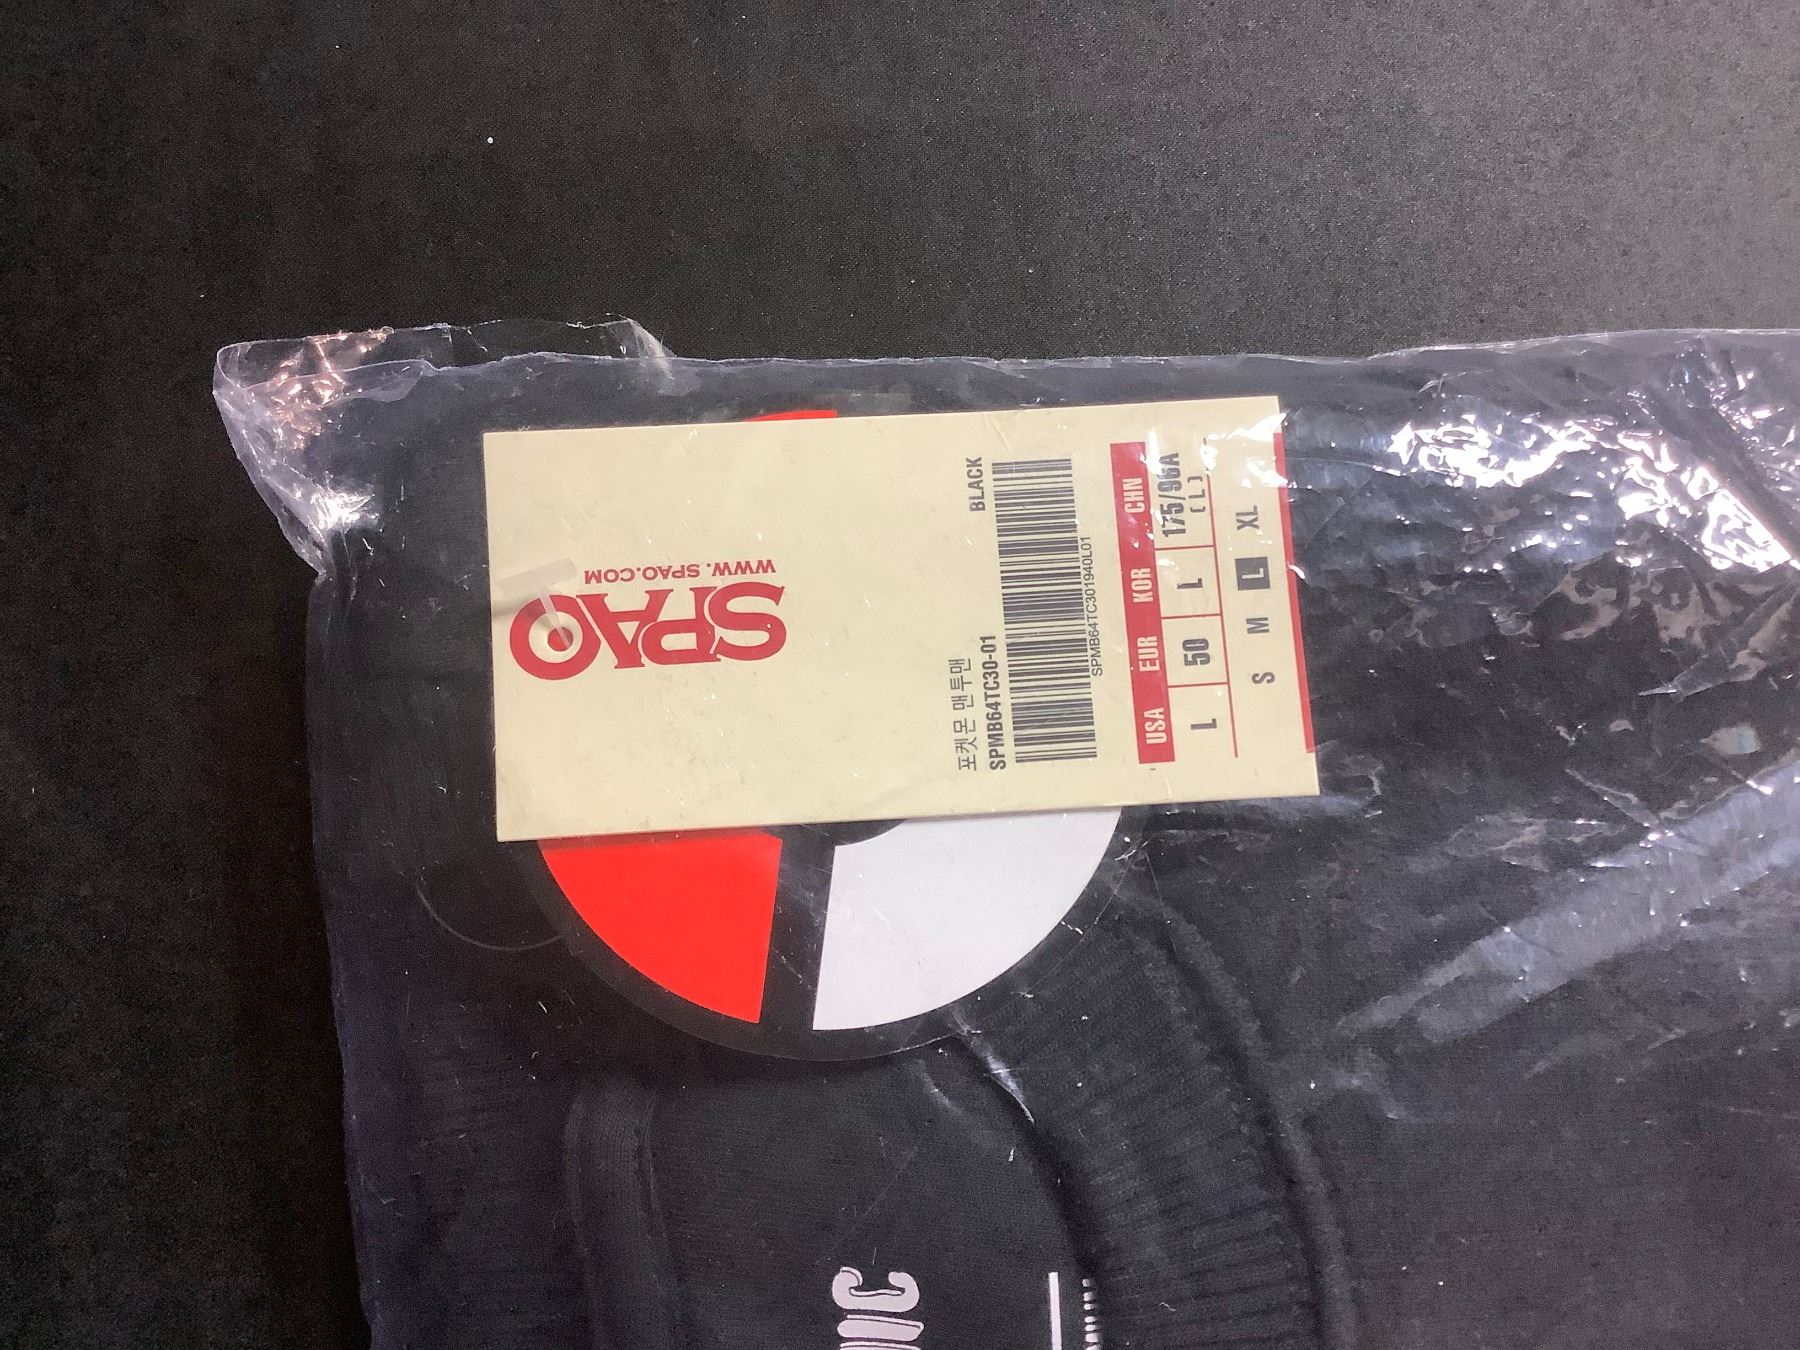 SPAO
WWW.SPAO.COM
포켓몬 맨투맨
SPMB64TC30-01 BLACK
SPMB64TC301940L01
USA EUR KOR CHN
L 50 L 175/96A
(L)
S M L XL